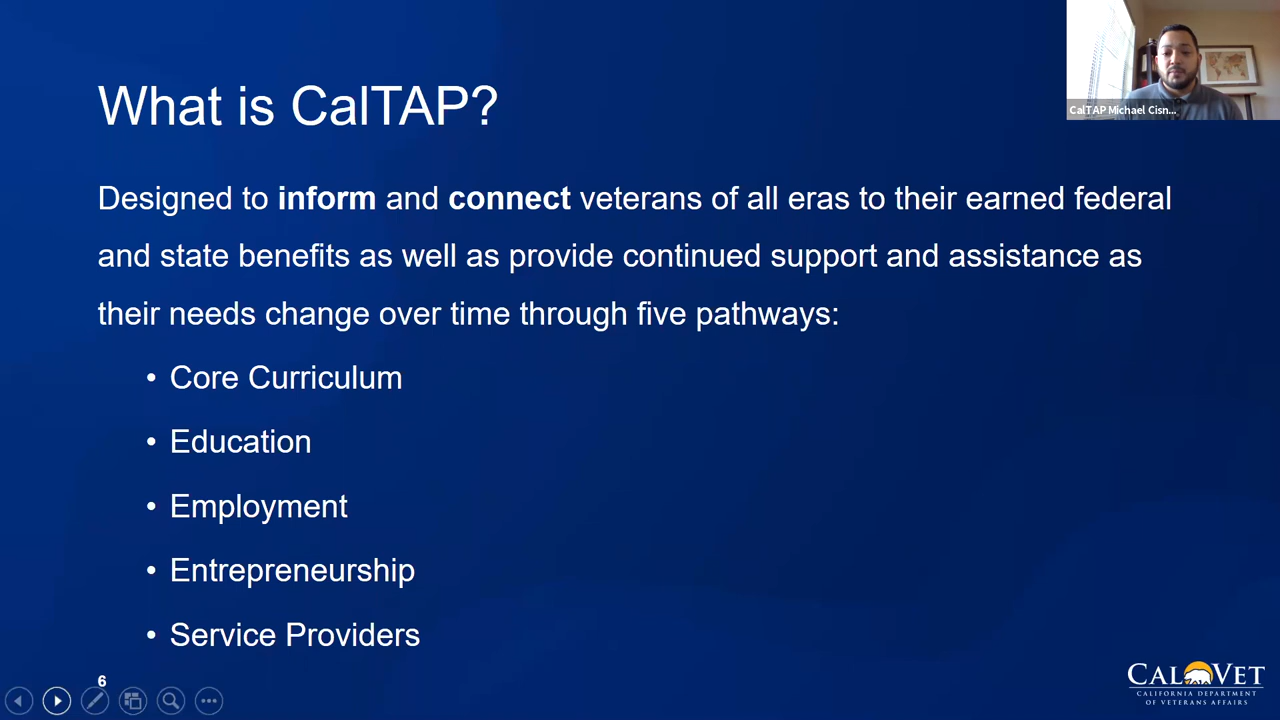 What is CalTAP?
CalTAP Michael Cisn...
Designed to inform and connect veterans of all eras to their earned federal
and state benefits as well as provide continued support and assistance as
their needs change over time through five pathways:
• Core Curriculum
• Education
• Employment
• Entrepreneurship
• Service Providers
6
CALVET
CALIFORNIA DEPARTMENT
OF VETERANS AFFAIRS